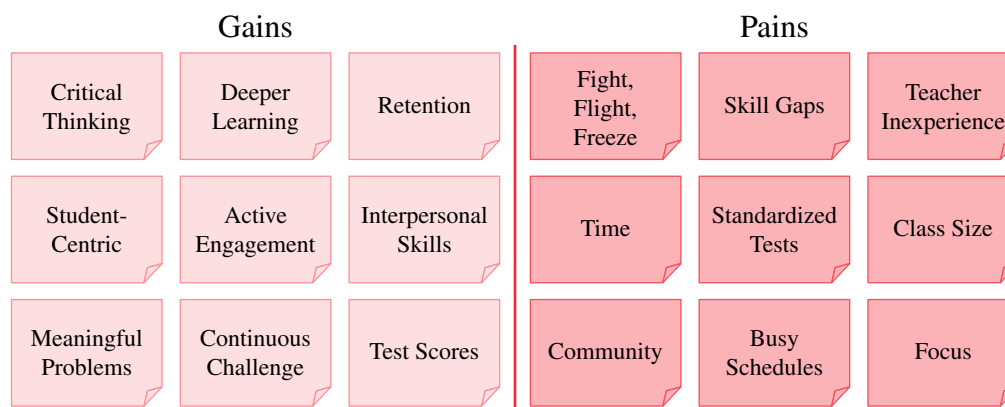 Gains
Critical
Thinking
Deeper
Learning
Retention
Student-
Centric
Active
Engagement
Interpersonal
Skills
Meaningful
Problems
Continuous
Challenge
Test Scores
Pains
Fight,
Flight,
Freeze
Skill Gaps
Teacher
Inexperience
Time
Standardized
Tests
Class Size
Community
Busy
Schedules
Focus